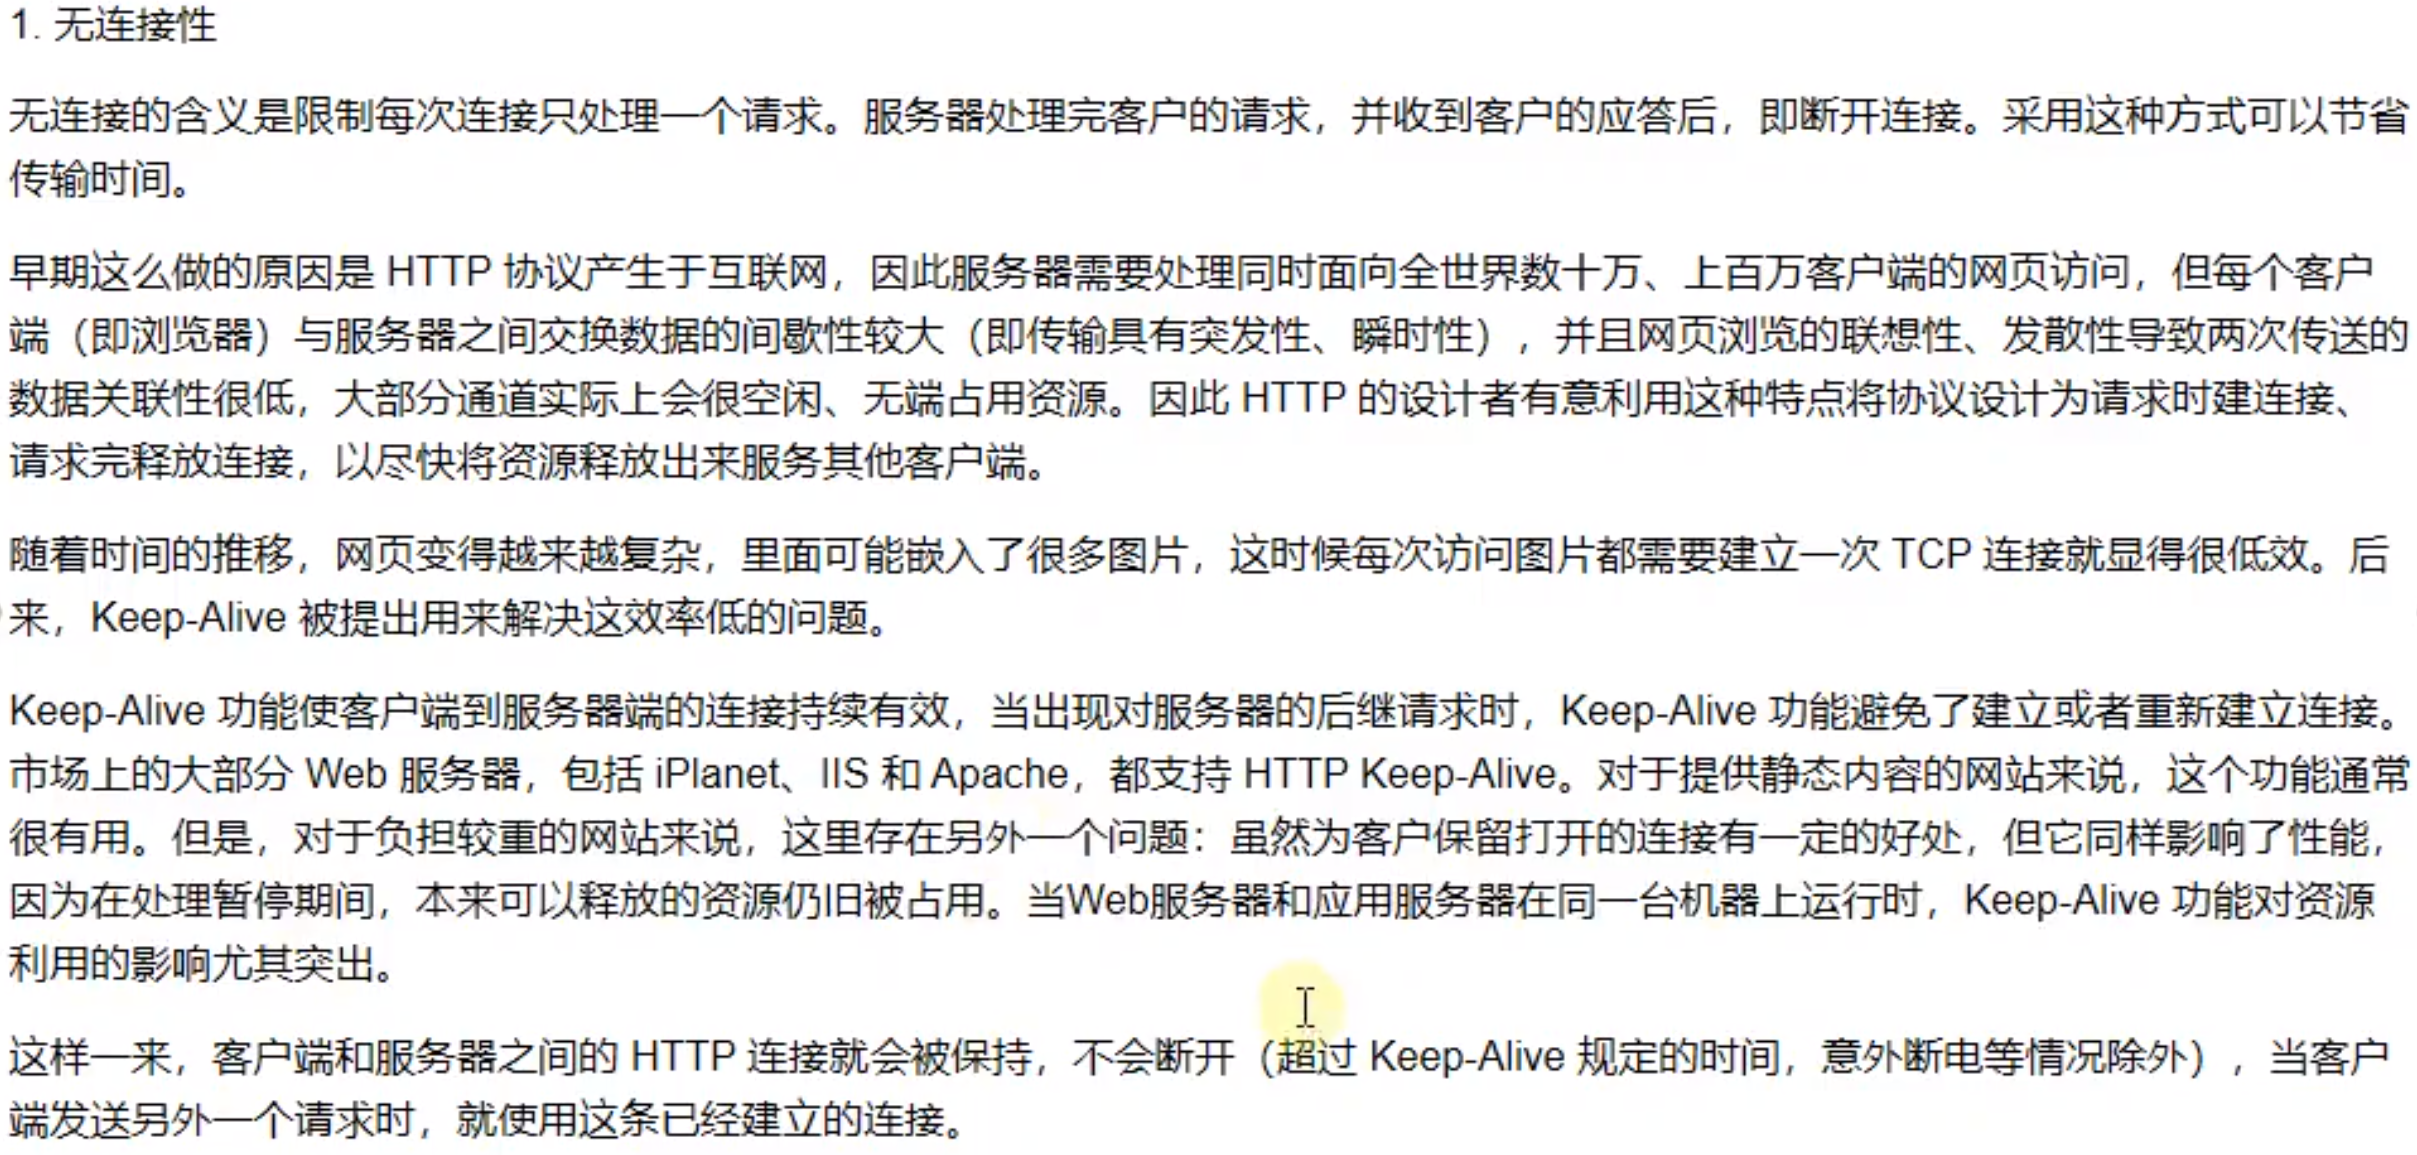 1. 无连接性
无连接的含义是限制每次连接只处理一个请求。服务器处理完客户的请求，并收到客户的应答后，即断开连接。采用这种方式可以节省
传输时间。
早期这么做的原因是 HTTP 协议产生于互联网，因此服务器需要处理同时面向全世界数十万、上百万客户端的网页访问，但每个客户
端（即浏览器）与服务器之间交换数据的间歇性较大（即传输具有突发性、瞬时性），并且网页浏览的联想性、发散性导致两次传送的
数据关联性很低，大部分通道实际上会很空闲、无端占用资源。因此 HTTP 的设计者有意利用这种特点将协议设计为请求时建连接、
请求完释放连接，以尽快将资源释放出来服务其他客户端。
随着时间的推移，网页变得越来越复杂，里面可能嵌入了很多图片，这时候每次访问图片都需要建立一次 TCP 连接就显得很低效。后
来，Keep-Alive 被提出用来解决这效率低的问题。
Keep-Alive 功能使客户端到服务器端的连接持续有效，当出现对服务器的后继请求时，Keep-Alive 功能避免了建立或者重新建立连接。
市场上的大部分 Web 服务器，包括 iPlanet、IIS 和 Apache，都支持 HTTP Keep-Alive。对于提供静态内容的网站来说，这个功能通常
很有用。但是，对于负担较重的网站来说，这里存在另外一个问题：虽然为客户保留打开的连接有一定的好处，但它同样影响了性能，
因为在处理暂停期间，本来可以释放的资源仍旧被占用。当Web服务器和应用服务器在同一台机器上运行时，Keep-Alive 功能对资源
利用的影响尤其突出。
这样一来，客户端和服务器之间的 HTTP 连接就会被保持，不会断开（超过 Keep-Alive 规定的时间，意外断电等情况除外），当客户
端发送另外一个请求时，就使用这条已经建立的连接。